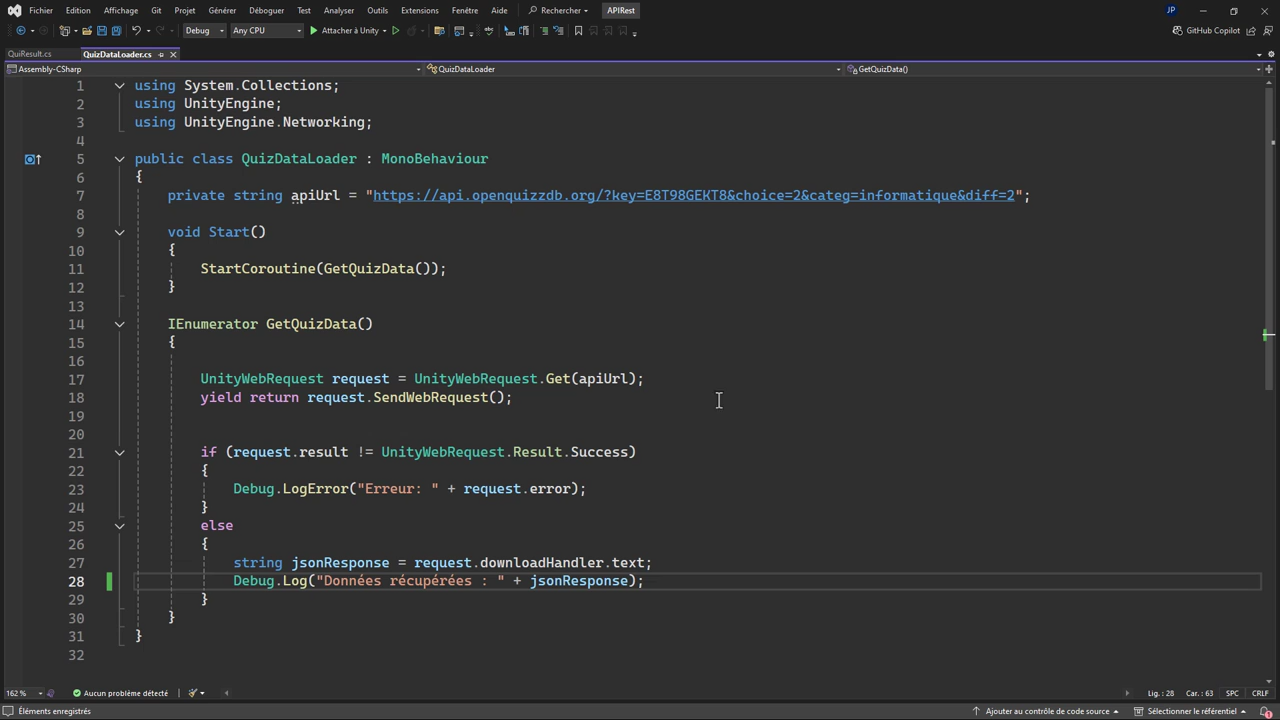 Fichier Edition Affichage Git Projet Générer Déboguer Test Analyser Outils Extensions Fenêtre Aide Rechercher APIRest JP
Debug Any CPU Attacher à Unity GitHub Copilot
QuiResult.cs QuizDataLoader.cs
Assembly-CSharp QuizDataLoader GetQuizData()
1 using System.Collections;
2 using UnityEngine;
3 using UnityEngine.Networking;
4
5 public class QuizDataLoader : MonoBehaviour
6 {
7 private string apiUrl = "https://api.openquizzdb.org/?key=E8T98GEKT8&choice=2&categ=informatique&diff=2";
8
9 void Start()
10 {
11 StartCoroutine(GetQuizData());
12 }
13
14 IEnumerator GetQuizData()
15 {
16
17 UnityWebRequest request = UnityWebRequest.Get(apiUrl);
18 yield return request.SendWebRequest();
19
20
21 if (request.result != UnityWebRequest.Result.Success)
22 {
23 Debug.LogError("Erreur: " + request.error);
24 }
25 else
26 {
27 string jsonResponse = request.downloadHandler.text;
28 Debug.Log("Données récupérées : " + jsonResponse);
29 }
30 }
31 }
32
162 % Aucun problème détecté Lig. : 28 Car. : 63 SPC CRLF
Éléments enregistrés Ajouter au contrôle de code source Sélectionner le référentiel